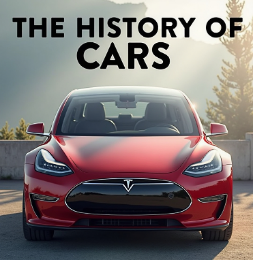 THE HISTORY OF
CARS